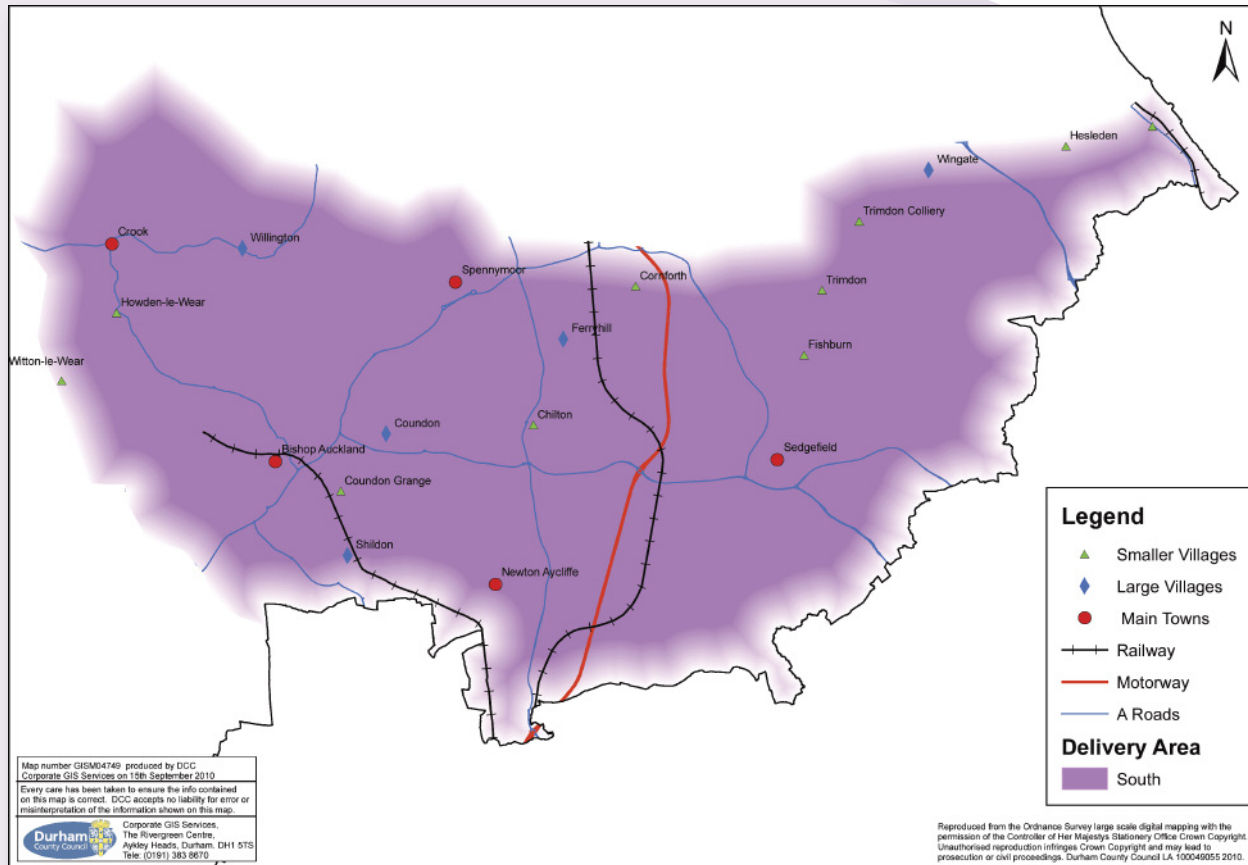 N
Hesleden
Wingate
Trimdon Colliery
Crook
Willington
Spennymoor
Cornforth
Trimdon
Howden-le-Wear
Ferryhill
Fishburn
Witton-le-Wear
Chilton
Coundon
Bishop Auckland
Sedgefield
Coundon Grange
Shildon
Newton Aycliffe
Legend
Smaller Villages
Large Villages
Main Towns
Railway
Motorway
A Roads
Delivery Area
South
Map number GISM04749 produced by DCC
Corporate GIS Services on 15th September 2010
Every care has been taken to ensure the info contained
on this map is correct. DCC accepts no liability for error or
misinterpretation of the information shown on this map.
Durham
County Council
Corporate GIS Services,
The Rivergreen Centre,
Aykley Heads, Durham. DH1 5TS
Tele: (0191) 383 8670
Reproduced from the Ordnance Survey large scale digital mapping with the
permission of the Controller of Her Majestys Stationery Office Crown Copyright.
Unauthorised reproduction infringes Crown Copyright and may lead to
prosecution or civil proceedings. Durham County Council LA 100049055 2010.